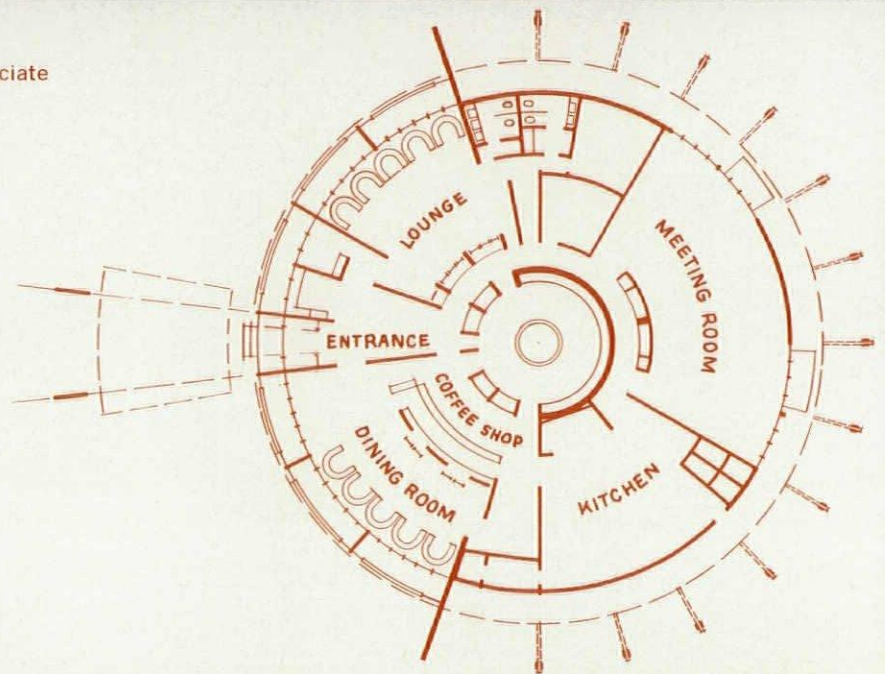 ciate
LOUNGE
MEETING ROOM
ENTRANCE
COFFEE SHOP
DINING ROOM
KITCHEN